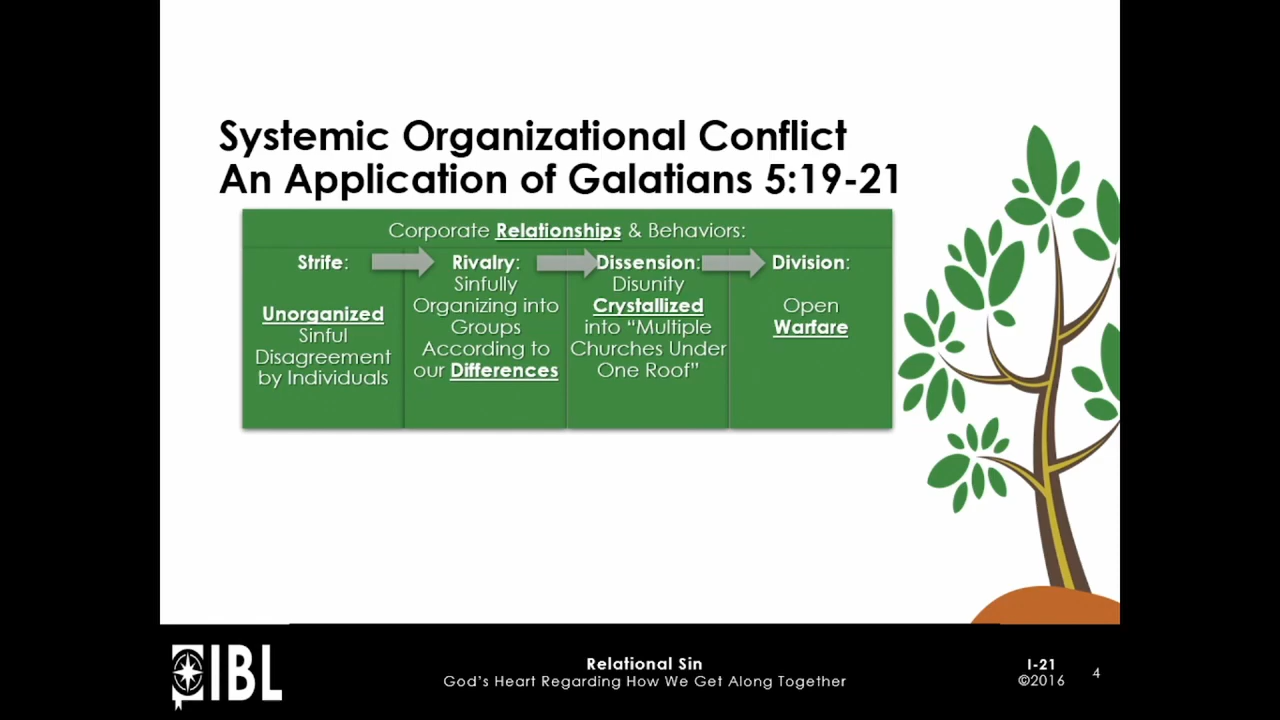 Systemic Organizational Conflict
An Application of Galatians 5:19-21
Corporate Relationships & Behaviors:
Strife:
Unorganized
Sinful
Disagreement
by Individuals
Rivalry:
Sinfully
Organizing into
Groups
According to
our Differences
Dissension:
Disunity
Crystallized
into “Multiple
Churches Under
One Roof”
Division:
Open
Warfare
IBL
Relational Sin
God’s Heart Regarding How We Get Along Together
I-21
©2016
4